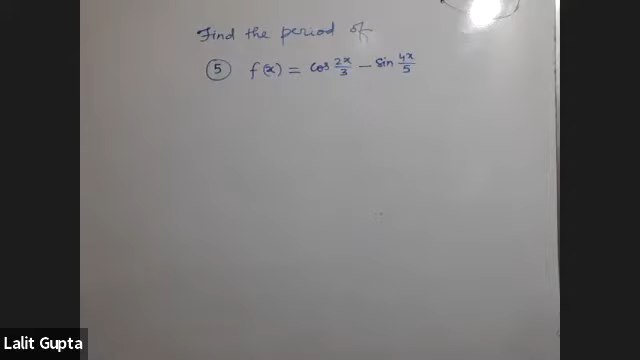 Find the period of
5 f(x) = cos 2x/3 - sin 4x/5
Lalit Gupta